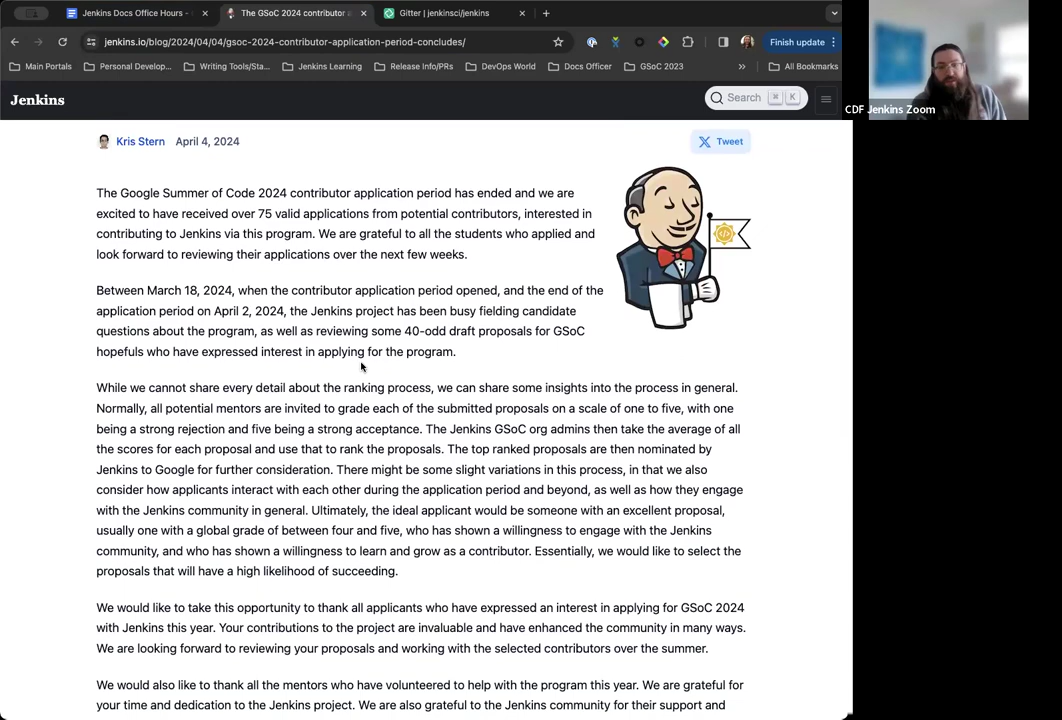 Jenkins Docs Office Hours -
The GSoC 2024 contributor a
Gitter | jenkinsci/jenkins
jenkins.io/blog/2024/04/04/gsoc-2024-contributor-application-period-concludes/
Finish update
Main Portals
Personal Develop...
Writing Tools/Sta...
Jenkins Learning
Release Info/PRs
DevOps World
Docs Officer
GSoC 2023
»
All Bookmarks
CDF Jenkins Zoom
Jenkins
Search ⌘ K
Kris Stern April 4, 2024
Tweet
The Google Summer of Code 2024 contributor application period has ended and we are
excited to have received over 75 valid applications from potential contributors, interested in
contributing to Jenkins via this program. We are grateful to all the students who applied and
look forward to reviewing their applications over the next few weeks.
Between March 18, 2024, when the contributor application period opened, and the end of the
application period on April 2, 2024, the Jenkins project has been busy fielding candidate
questions about the program, as well as reviewing some 40-odd draft proposals for GSoC
hopefuls who have expressed interest in applying for the program.
While we cannot share every detail about the ranking process, we can share some insights into the process in general.
Normally, all potential mentors are invited to grade each of the submitted proposals on a scale of one to five, with one
being a strong rejection and five being a strong acceptance. The Jenkins GSoC org admins then take the average of all
the scores for each proposal and use that to rank the proposals. The top ranked proposals are then nominated by
Jenkins to Google for further consideration. There might be some slight variations in this process, in that we also
consider how applicants interact with each other during the application period and beyond, as well as how they engage
with the Jenkins community in general. Ultimately, the ideal applicant would be someone with an excellent proposal,
usually one with a global grade of between four and five, who has shown a willingness to engage with the Jenkins
community, and who has shown a willingness to learn and grow as a contributor. Essentially, we would like to select the
proposals that will have a high likelihood of succeeding.
We would like to take this opportunity to thank all applicants who have expressed an interest in applying for GSoC 2024
with Jenkins this year. Your contributions to the project are invaluable and have enhanced the community in many ways.
We are looking forward to reviewing your proposals and working with the selected contributors over the summer.
We would also like to thank all the mentors who have volunteered to help with the program this year. We are grateful for
your time and dedication to the Jenkins project. We are also grateful to the Jenkins community for their support and